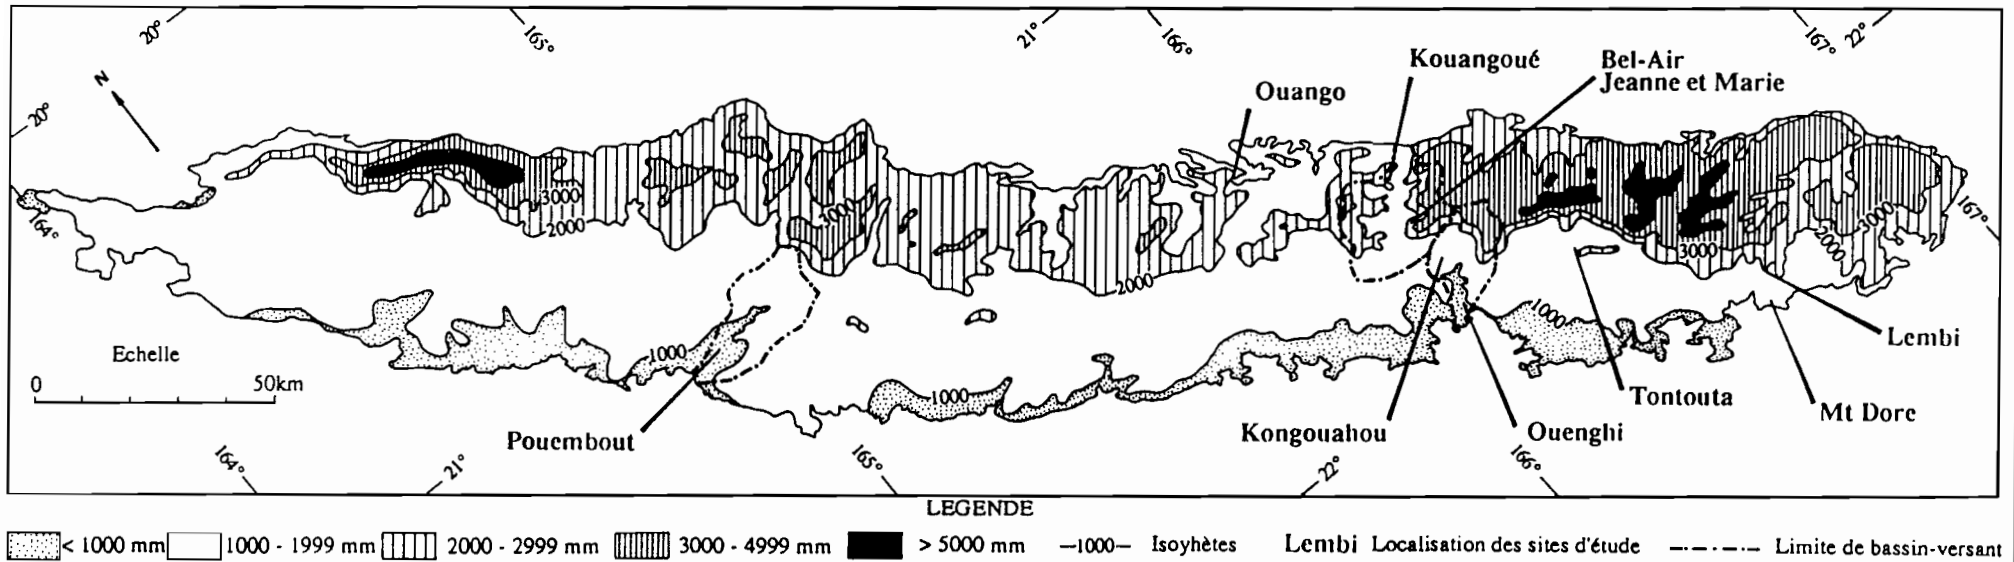 20°
165°
21°
166°
167°
22°
N
20°
164°
Kouangoué
Bel-Air
Jeanne et Marie
Ouango
3000
2000
3000
2000
3000
2000
3000
167°
1000
1000
1000
Echelle
0 50km
Pouembout
Kongouahou
Ouenghi
Tontouta
Mt Dore
Lembi
164°
21°
165°
22°
166°
LEGENDE
< 1000 mm 1000 - 1999 mm 2000 - 2999 mm 3000 - 4999 mm > 5000 mm —1000— Isoyhètes Lembi Localisation des sites d'étude Limite de bassin-versant